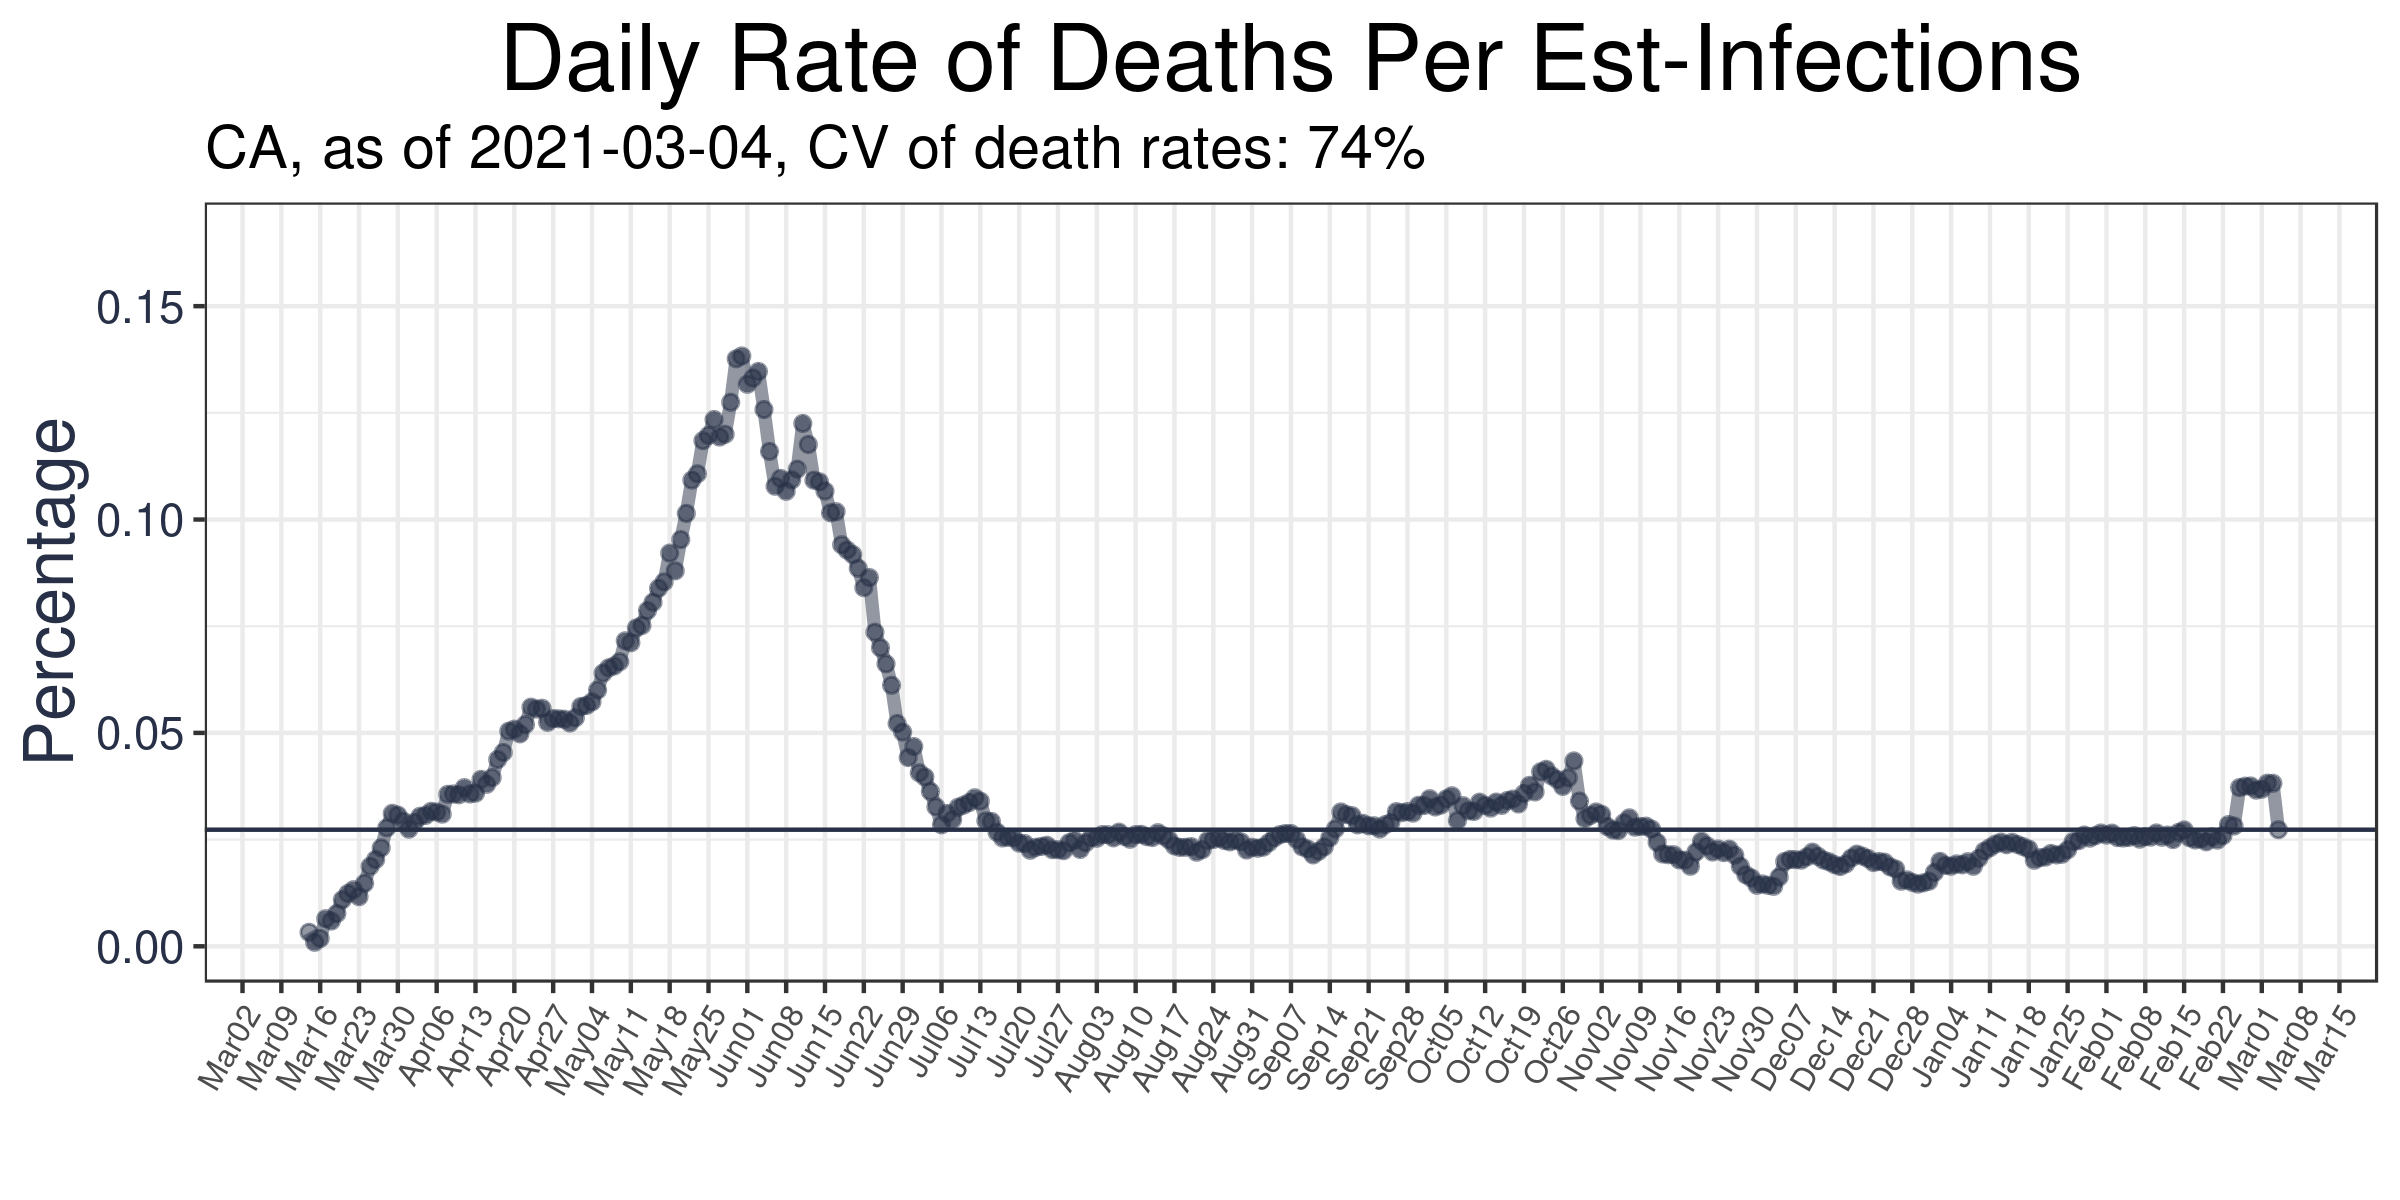 Daily Rate of Deaths Per Est-Infections
CA, as of 2021-03-04, CV of death rates: 74%
Percentage
0.15
0.10
0.05
0.00
Mar02
Mar09
Mar16
Mar23
Mar30
Apr06
Apr13
Apr20
Apr27
May04
May11
May18
May25
Jun01
Jun08
Jun15
Jun22
Jun29
Jul06
Jul13
Jul20
Jul27
Aug03
Aug10
Aug17
Aug24
Aug31
Sep07
Sep14
Sep21
Sep28
Oct05
Oct12
Oct19
Oct26
Nov02
Nov09
Nov16
Nov23
Nov30
Dec07
Dec14
Dec21
Dec28
Jan04
Jan11
Jan18
Jan25
Feb01
Feb08
Feb15
Feb22
Mar01
Mar08
Mar15